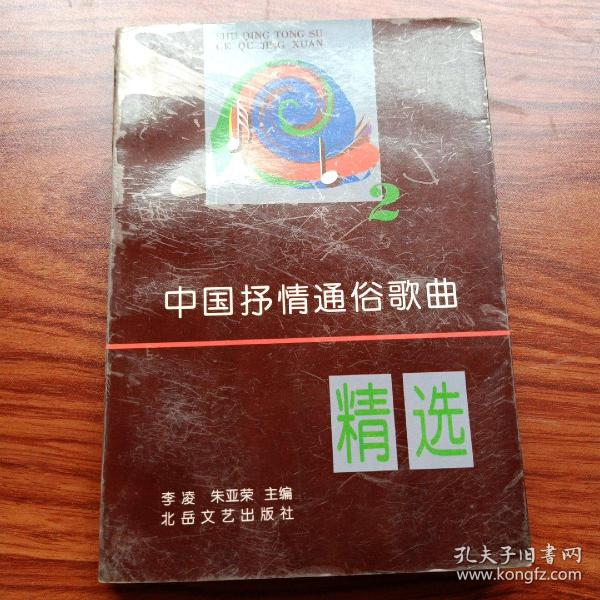 SHU QING TONG SU
GE QU JING XUAN
2
中国抒情通俗歌曲
精选
李凌 朱亚荣 主编
北岳文艺出版社
孔夫子旧书网
www.kongfz.com